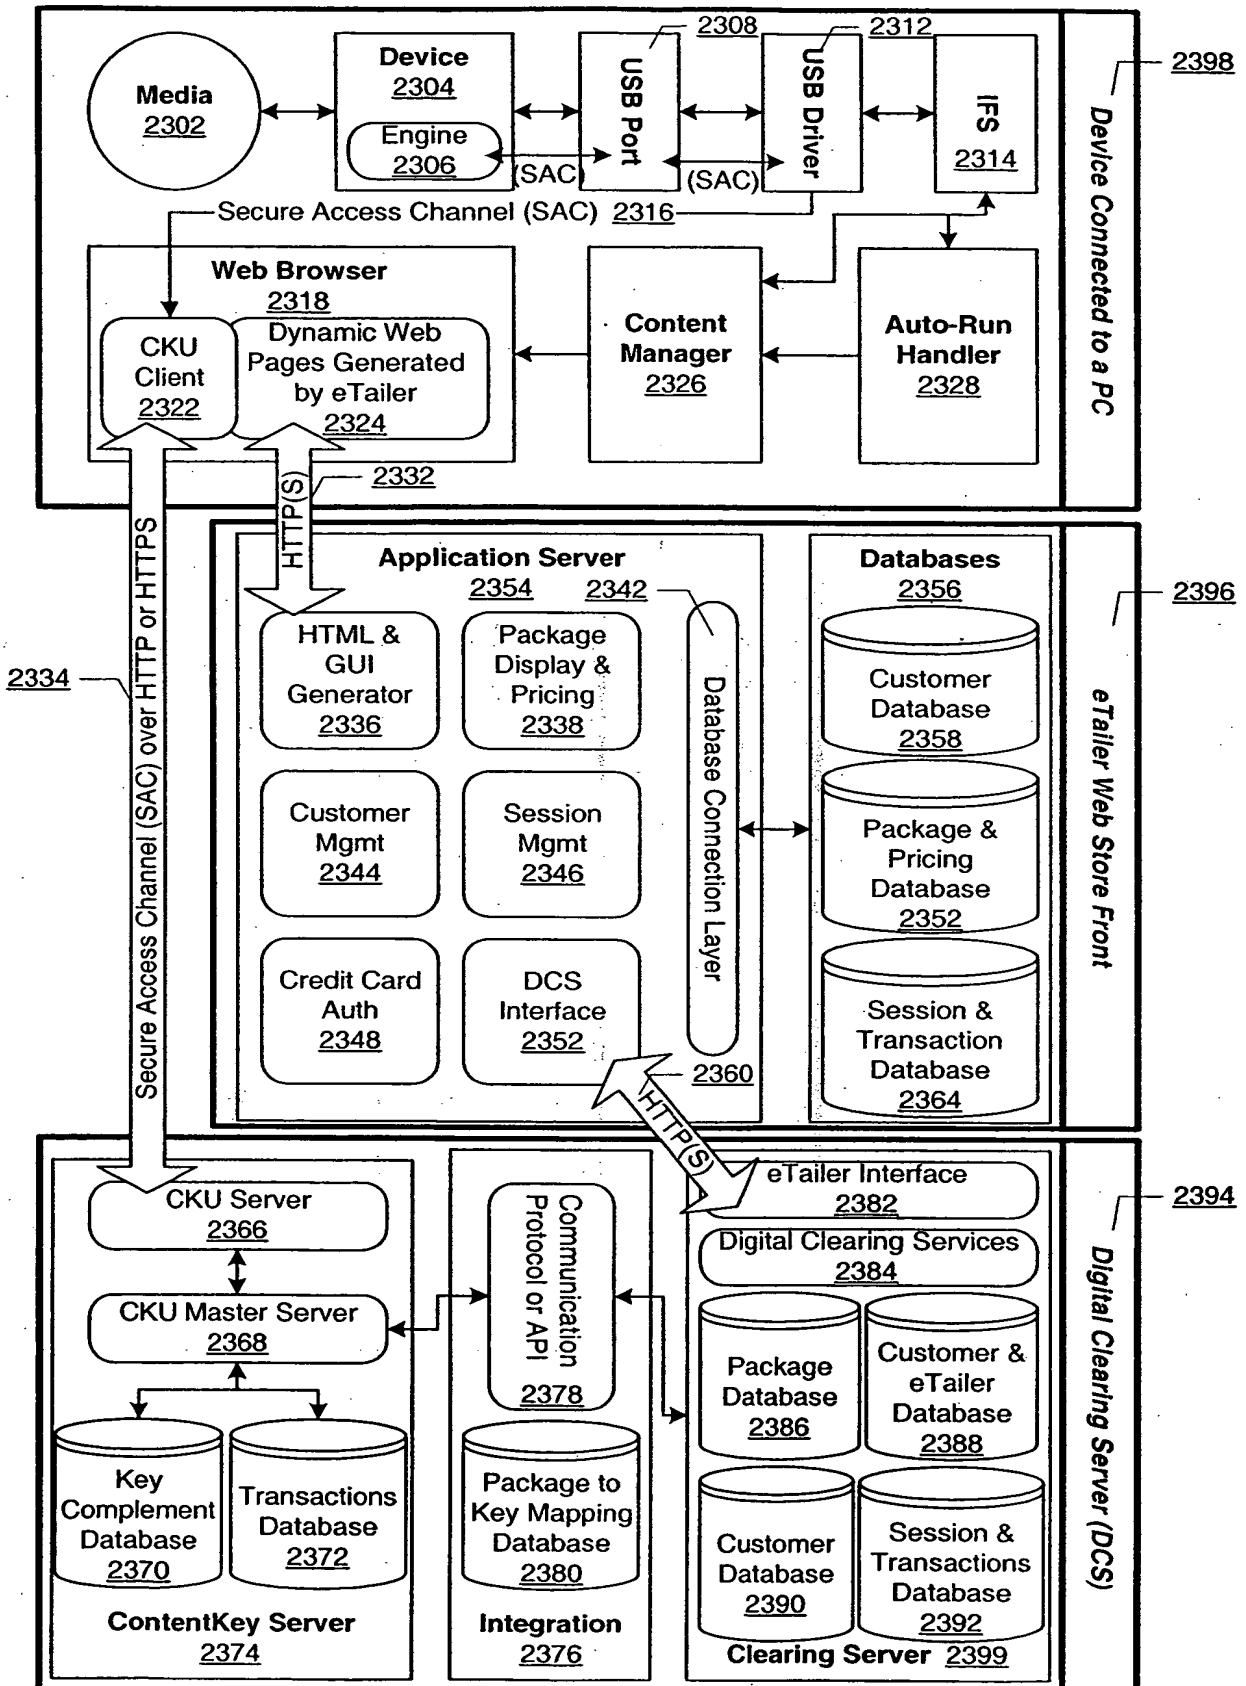 Media
2302
Device
2304
Engine
2306
(SAC)
USB Port
2308
(SAC)
USB Driver
2312
IFS
2314
2398
Device Connected to a PC
Secure Access Channel (SAC) 2316
Web Browser
2318
CKU
Client
2322
Dynamic Web
Pages Generated
by eTailer
2324
Content
Manager
2326
Auto-Run
Handler
2328
HTTP(S)
2332
2334
Secure Access Channel (SAC) over HTTP or HTTPS
Application Server
2354
2342
HTML &
GUI
Generator
2336
Package
Display &
Pricing
2338
Customer
Mgmt
2344
Session
Mgmt
2346
Credit Card
Auth
2348
DCS
Interface
2352
Database Connection Layer
Databases
2356
Customer
Database
2358
Package &
Pricing
Database
2352
Session &
Transaction
Database
2364
2396
eTailer Web Store Front
HTTP(S)
2360
CKU Server
2366
CKU Master Server
2368
Key
Complement
Database
2370
Transactions
Database
2372
ContentKey Server
2374
Communication
Protocol or API
2378
Package to
Key Mapping
Database
2380
Integration
2376
eTailer Interface
2382
Digital Clearing Services
2384
Package
Database
2386
Customer &
eTailer
Database
2388
Customer
Database
2390
Session &
Transactions
Database
2392
Clearing Server 2399
2394
Digital Clearing Server (DCS)